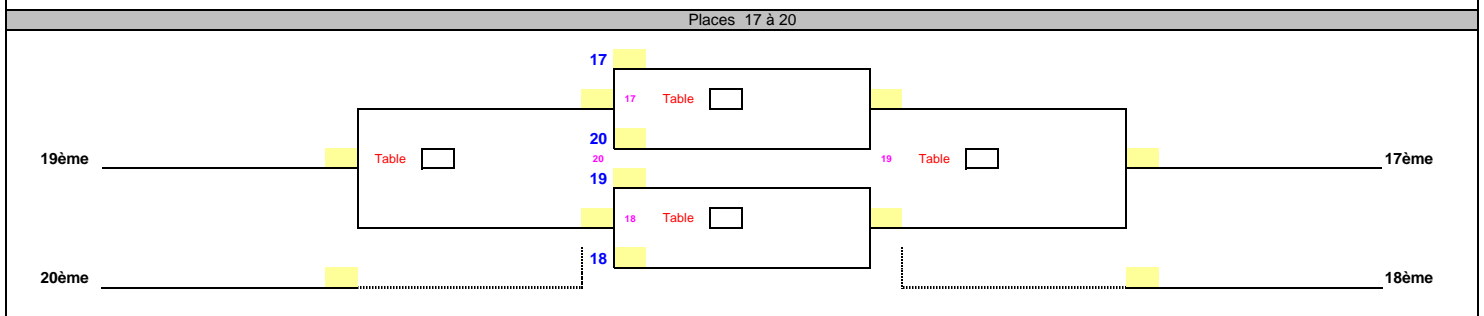 Places 17 à 20
17
17 Table
20
19ème Table 20 19 Table 17ème
19
18 Table
18
20ème 18ème